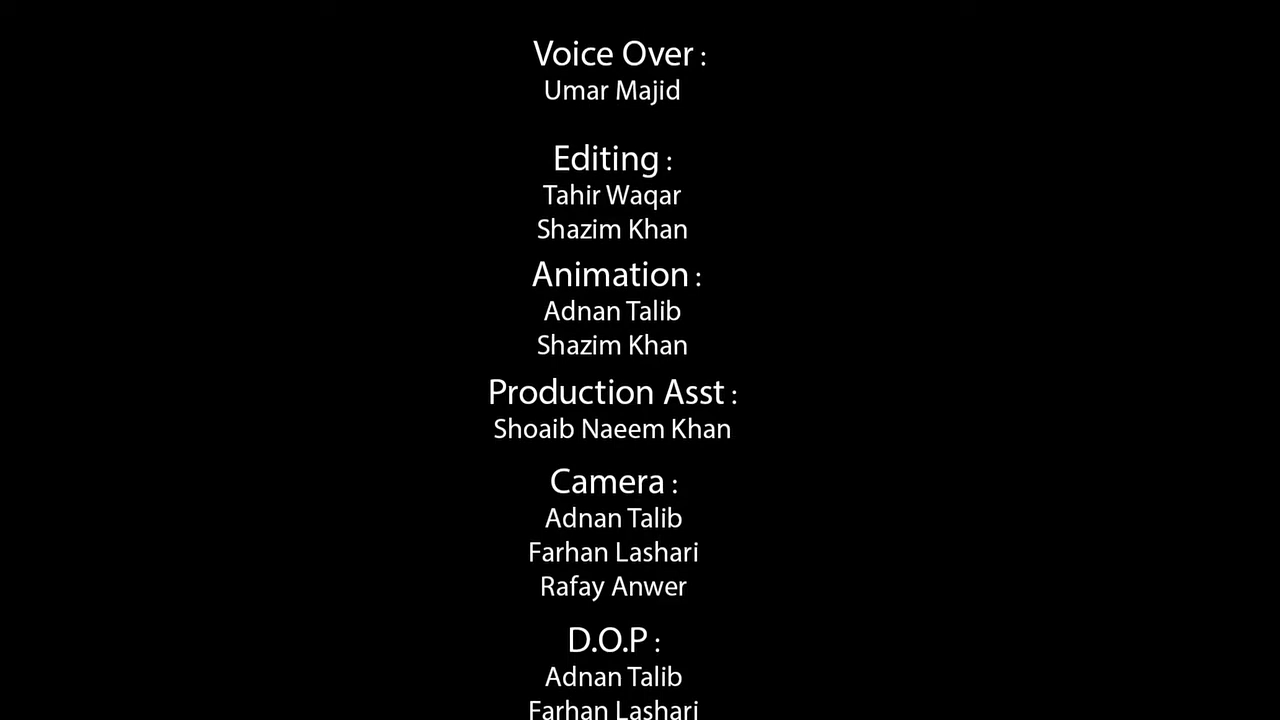 Voice Over :
Umar Majid
Editing :
Tahir Waqar
Shazim Khan
Animation :
Adnan Talib
Shazim Khan
Production Asst :
Shoaib Naeem Khan
Camera :
Adnan Talib
Farhan Lashari
Rafay Anwer
D.O.P :
Adnan Talib
Farhan Lashari